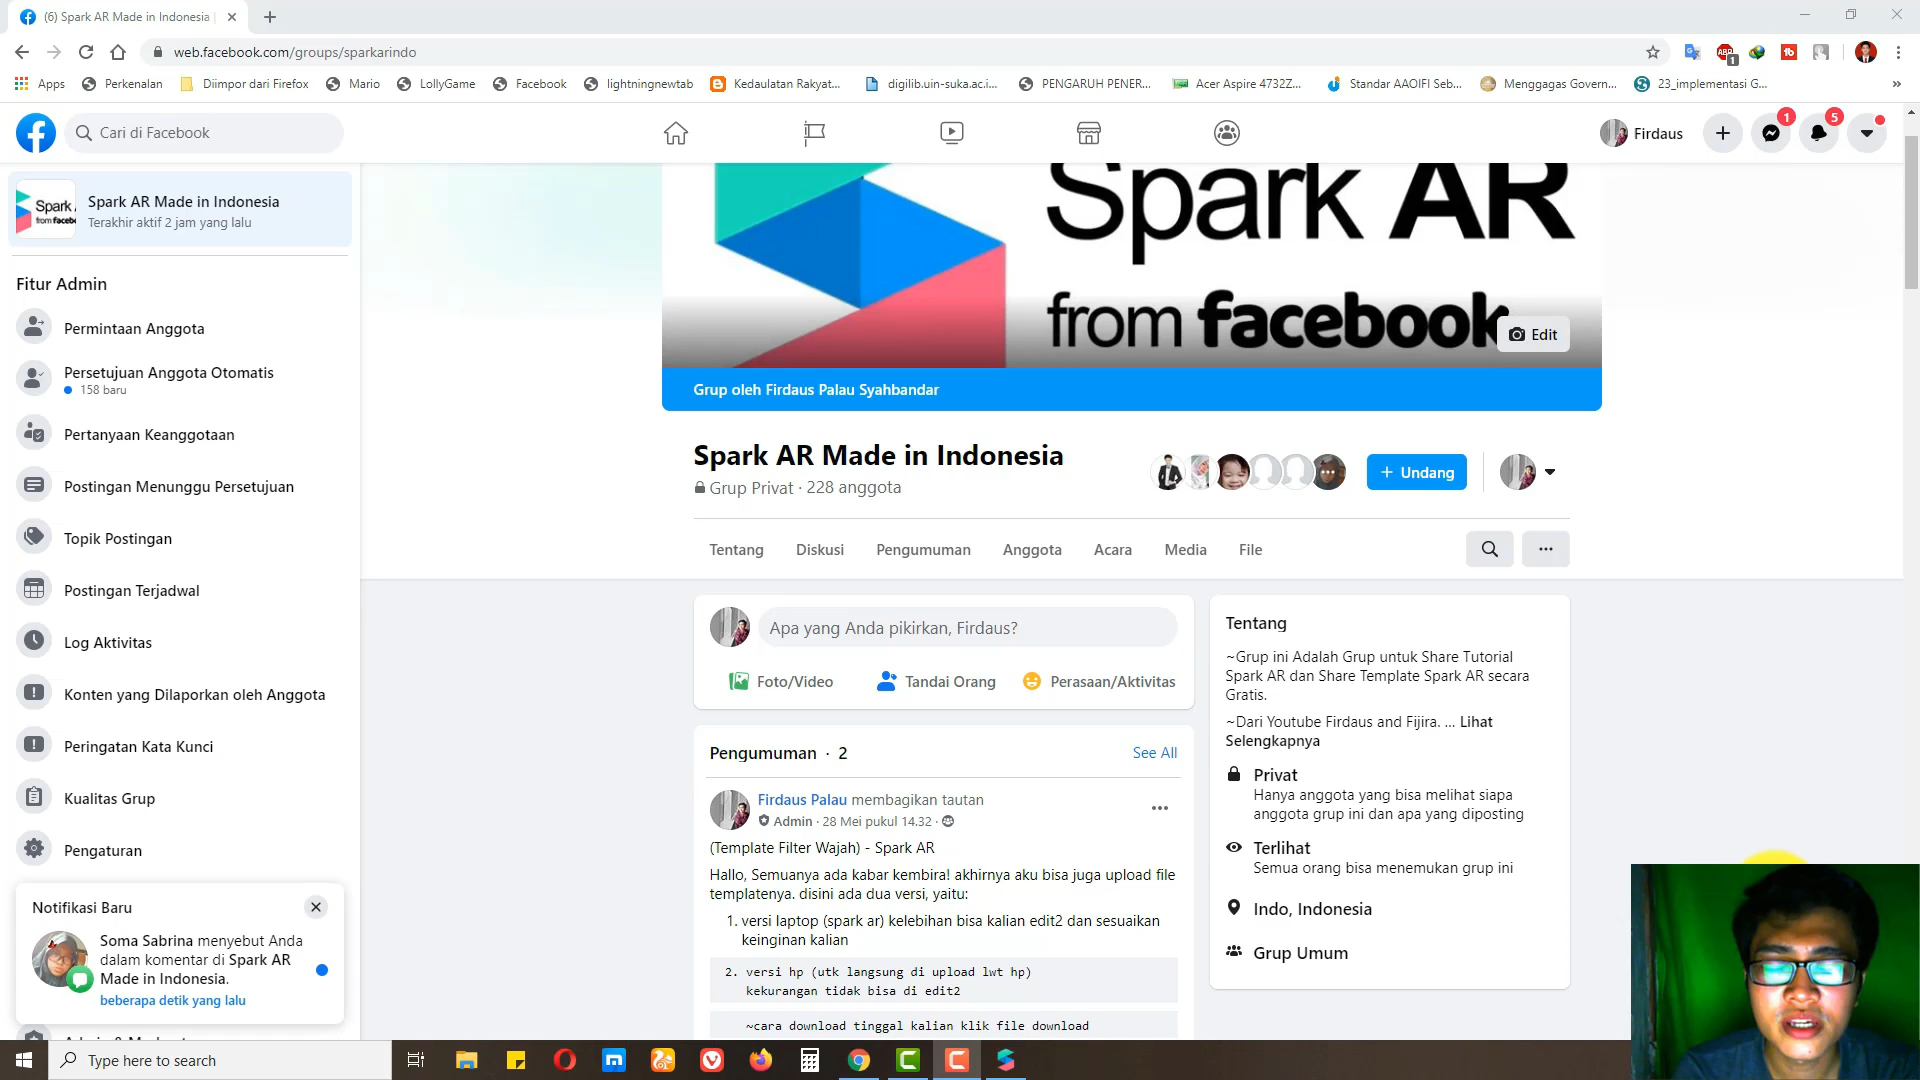 (6) Spark AR Made in Indonesia |
web.facebook.com/groups/sparkarindo
ABP
1
Apps
Perkenalan
Diimpor dari Firefox
Mario
LollyGame
Facebook
lightningnewtab
Kedaulatan Rakyat...
digilib.uin-suka.ac.i...
PENGARUH PENER...
Acer Aspire 4732Z...
Standar AAOIFI Seb...
Menggagas Govern...
23_implementasi G...
Cari di Facebook
Firdaus
1
5
Spark AR
from facebook
Edit
Grup oleh Firdaus Palau Syahbandar
Spark
from facebo
Spark AR Made in Indonesia
Terakhir aktif 2 jam yang lalu
Fitur Admin
Permintaan Anggota
Persetujuan Anggota Otomatis
158 baru
Pertanyaan Keanggotaan
Postingan Menunggu Persetujuan
Topik Postingan
Postingan Terjadwal
Log Aktivitas
Konten yang Dilaporkan oleh Anggota
Peringatan Kata Kunci
Kualitas Grup
Pengaturan
Notifikasi Baru
Soma Sabrina menyebut Anda
dalam komentar di Spark AR
Made in Indonesia.
beberapa detik yang lalu
Spark AR Made in Indonesia
Grup Privat · 228 anggota
+ Undang
Tentang
Diskusi
Pengumuman
Anggota
Acara
Media
File
Apa yang Anda pikirkan, Firdaus?
Foto/Video
Tandai Orang
Perasaan/Aktivitas
Pengumuman · 2
See All
Firdaus Palau membagikan tautan
Admin · 28 Mei pukul 14.32 ·
(Template Filter Wajah) - Spark AR
Hallo, Semuanya ada kabar kembira! akhirnya aku bisa juga upload file
templatenya. disini ada dua versi, yaitu:
1. versi laptop (spark ar) kelebihan bisa kalian edit2 dan sesuaikan
keinginan kalian
2. versi hp (utk langsung di upload lwt hp)
kekurangan tidak bisa di edit2
~cara download tinggal kalian klik file download
Tentang
~Grup ini Adalah Grup untuk Share Tutorial
Spark AR dan Share Template Spark AR secara
Gratis.
~Dari Youtube Firdaus and Fijira. ... Lihat
Selengkapnya
Privat
Hanya anggota yang bisa melihat siapa
anggota grup ini dan apa yang diposting
Terlihat
Semua orang bisa menemukan grup ini
Indo, Indonesia
Grup Umum
Type here to search